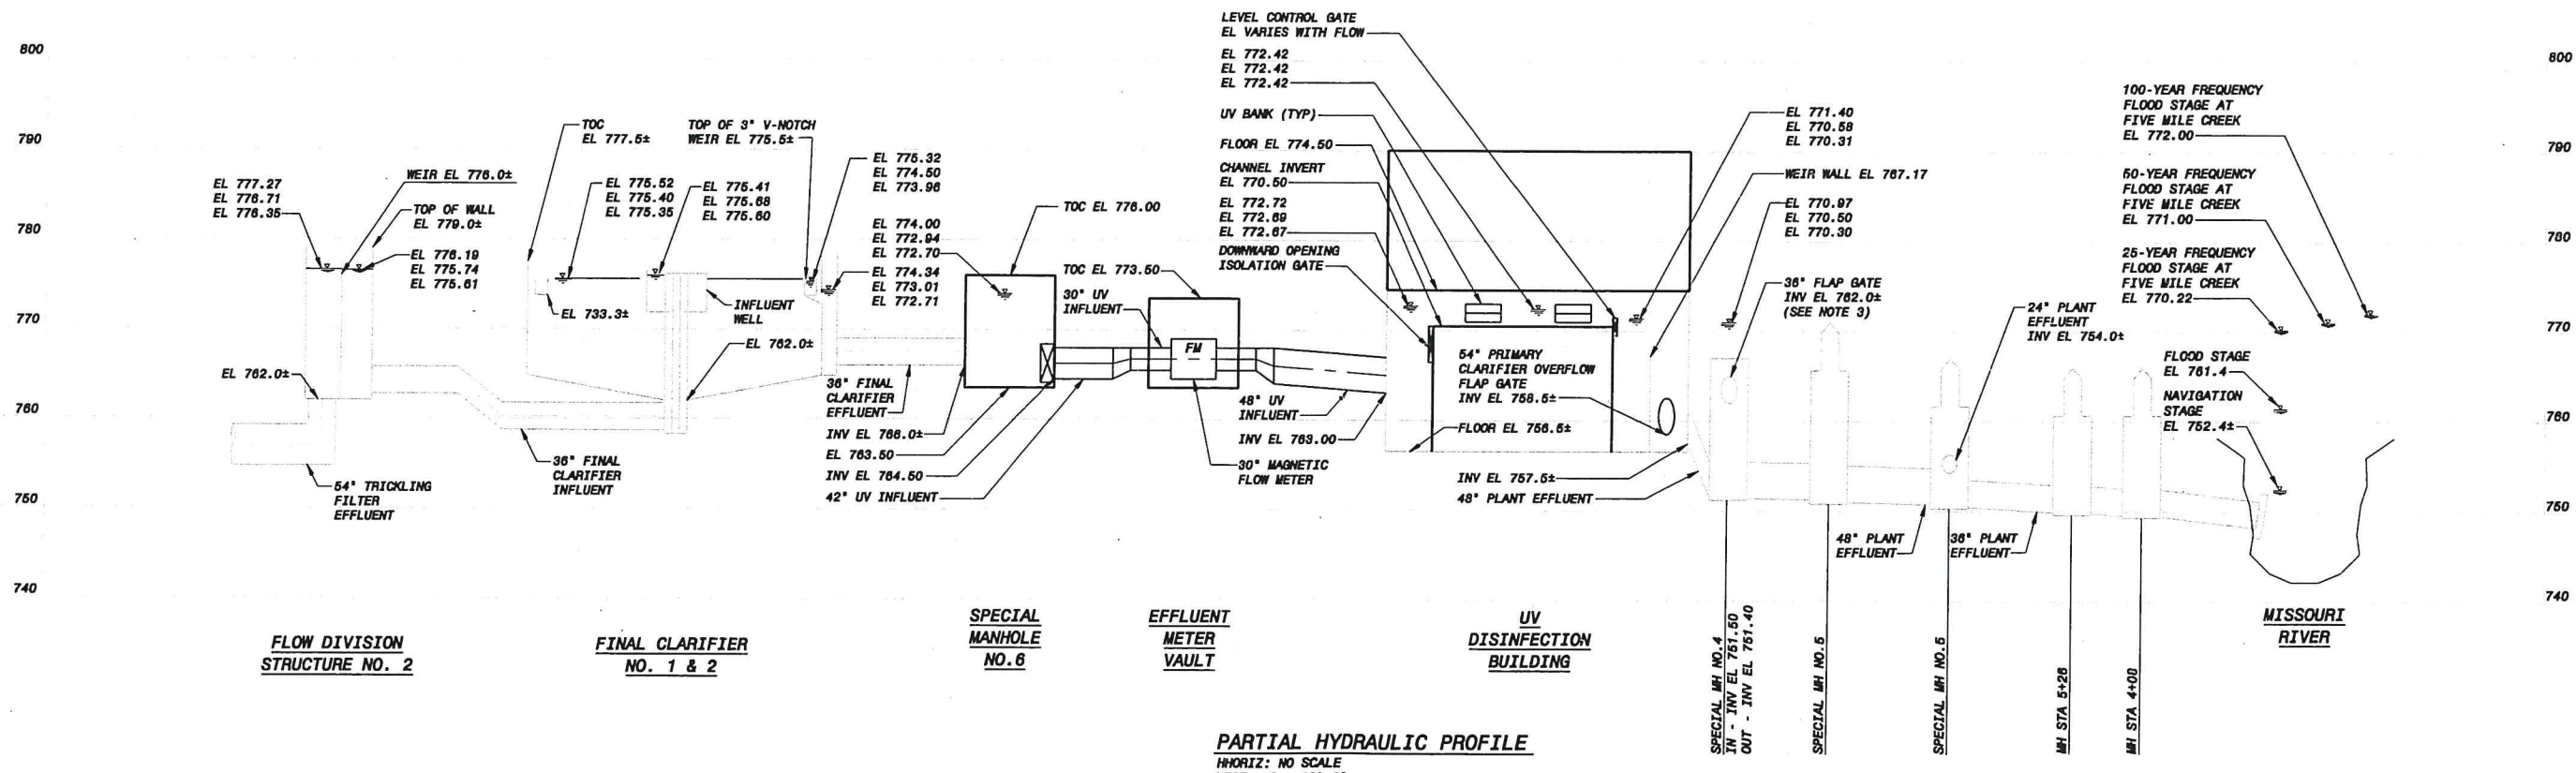 800
790
780
770
760
750
740
EL 777.27
EL 776.71
EL 776.35
WEIR EL 776.0±
TOP OF WALL
EL 779.0±
EL 776.19
EL 775.74
EL 775.61
EL 762.0±
54" TRICKLING
FILTER
EFFLUENT
FLOW DIVISION
STRUCTURE NO. 2
TOC
EL 777.5±
TOP OF 3" V-NOTCH
WEIR EL 775.5±
EL 775.52
EL 775.40
EL 775.35
EL 775.41
EL 775.68
EL 775.60
EL 733.3±
INFLUENT
WELL
EL 762.0±
36" FINAL
CLARIFIER
INFLUENT
FINAL CLARIFIER
NO. 1 & 2
EL 775.32
EL 774.50
EL 773.96
EL 774.00
EL 772.94
EL 772.70
EL 774.34
EL 773.01
EL 772.71
36" FINAL
CLARIFIER
EFFLUENT
INV EL 766.0±
EL 763.50
INV EL 764.50
42" UV INFLUENT
TOC EL 776.00
SPECIAL
MANHOLE
NO.6
TOC EL 773.50
30" UV
INFLUENT
FM
48" UV
INFLUENT
INV EL 763.00
30" MAGNETIC
FLOW METER
EFFLUENT
METER
VAULT
LEVEL CONTROL GATE
EL VARIES WITH FLOW
EL 772.42
EL 772.42
EL 772.42
UV BANK (TYP)
FLOOR EL 774.50
CHANNEL INVERT
EL 770.50
EL 772.72
EL 772.69
EL 772.67
DOWNWARD OPENING
ISOLATION GATE
54" PRIMARY
CLARIFIER OVERFLOW
FLAP GATE
INV EL 758.5±
FLOOR EL 756.5±
INV EL 757.5±
48" PLANT EFFLUENT
UV
DISINFECTION
BUILDING
EL 771.40
EL 770.58
EL 770.31
WEIR WALL EL 767.17
EL 770.97
EL 770.50
EL 770.30
36" FLAP GATE
INV EL 762.0±
(SEE NOTE 3)
24" PLANT
EFFLUENT
INV EL 754.0±
48" PLANT
EFFLUENT
36" PLANT
EFFLUENT
SPECIAL MH NO.4
IN - INV EL 751.50
OUT - INV EL 751.40
SPECIAL MH NO.5
SPECIAL MH NO.5
MH STA 5+26
MH STA 4+00
100-YEAR FREQUENCY
FLOOD STAGE AT
FIVE MILE CREEK
EL 772.00
50-YEAR FREQUENCY
FLOOD STAGE AT
FIVE MILE CREEK
EL 771.00
25-YEAR FREQUENCY
FLOOD STAGE AT
FIVE MILE CREEK
EL 770.22
FLOOD STAGE
EL 761.4
NAVIGATION
STAGE
EL 752.4±
MISSOURI
RIVER
800
790
780
770
760
750
740
PARTIAL HYDRAULIC PROFILE
HHORIZ: NO SCALE